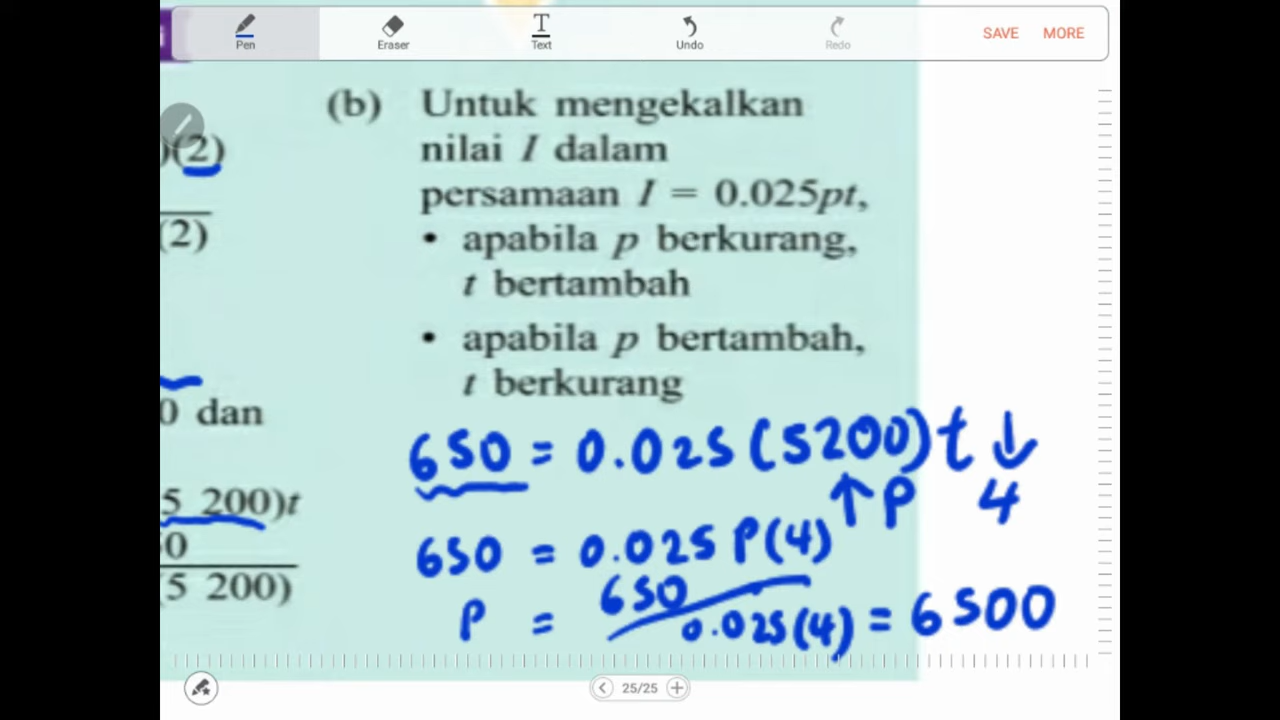 Pen Eraser Text Undo Redo SAVE MORE
)(2)
(2)
0 dan
5 200)t
0
(5 200)
(b) Untuk mengekalkan
nilai I dalam
persamaan I = 0.025pt,
• apabila p berkurang,
t bertambah
• apabila p bertambah,
t berkurang
650 = 0.025 (5200) t ↓
↑ P 4
650 = 0.025 P(4)
P = 650 / 0.025(4) = 6500
25/25